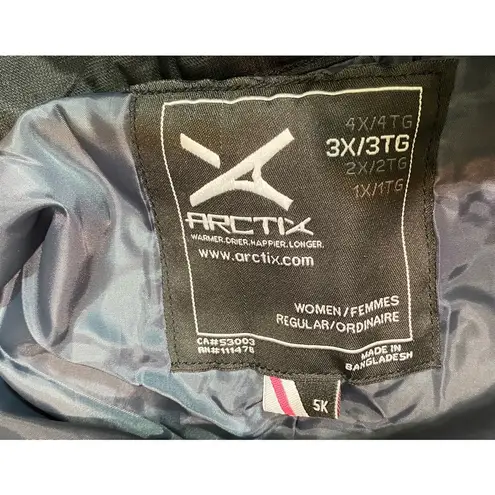 4X/4TG
3X/3TG
2X/2TG
1X/1TG
ARCTIX
WARMER.DRIER.HAPPIER.LONGER.
www.arctix.com
WOMEN/FEMMES
REGULAR/ORDINAIRE
CA#53003
RN#111478
MADE IN
BANGLADESH
5K